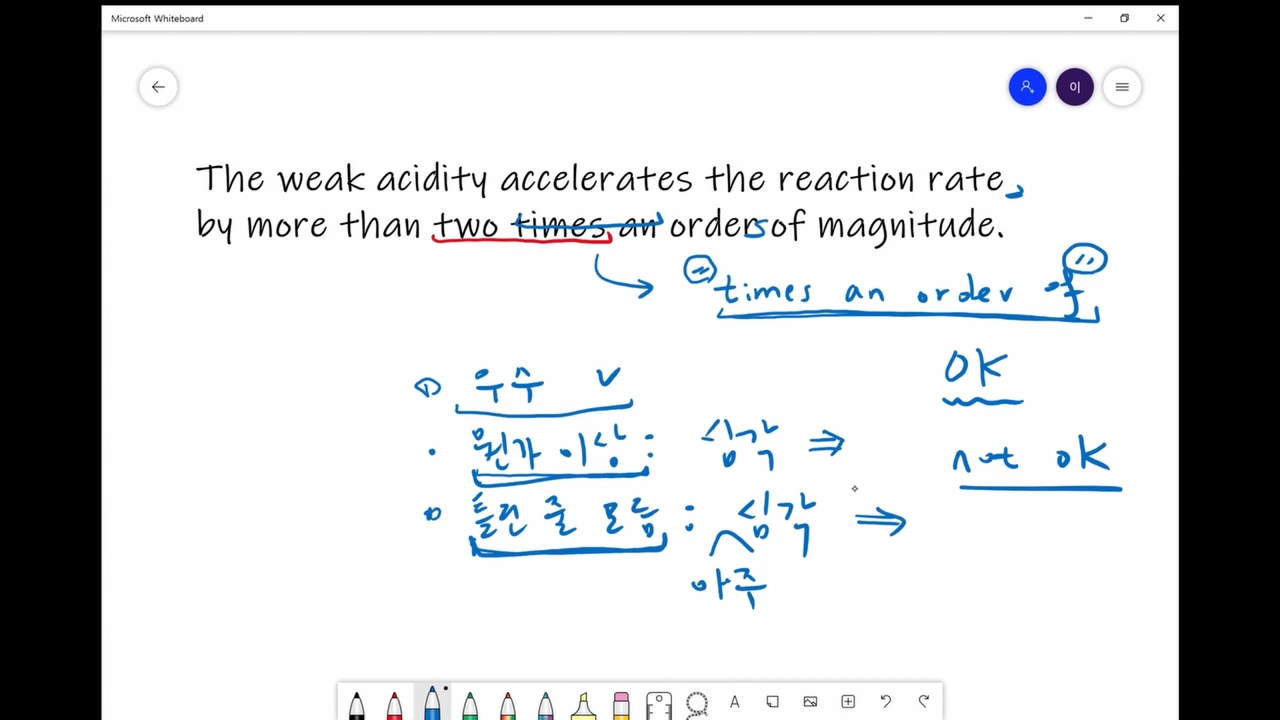 Microsoft Whiteboard
이
The weak acidity accelerates the reaction rate
by more than two times an orders of magnitude.
"times an order of"
① 우수 v
· 뭔가 이상 : 심각 ⇒
· 틀린 줄 모름 : 심각 ⇒
아주
OK
not OK
A